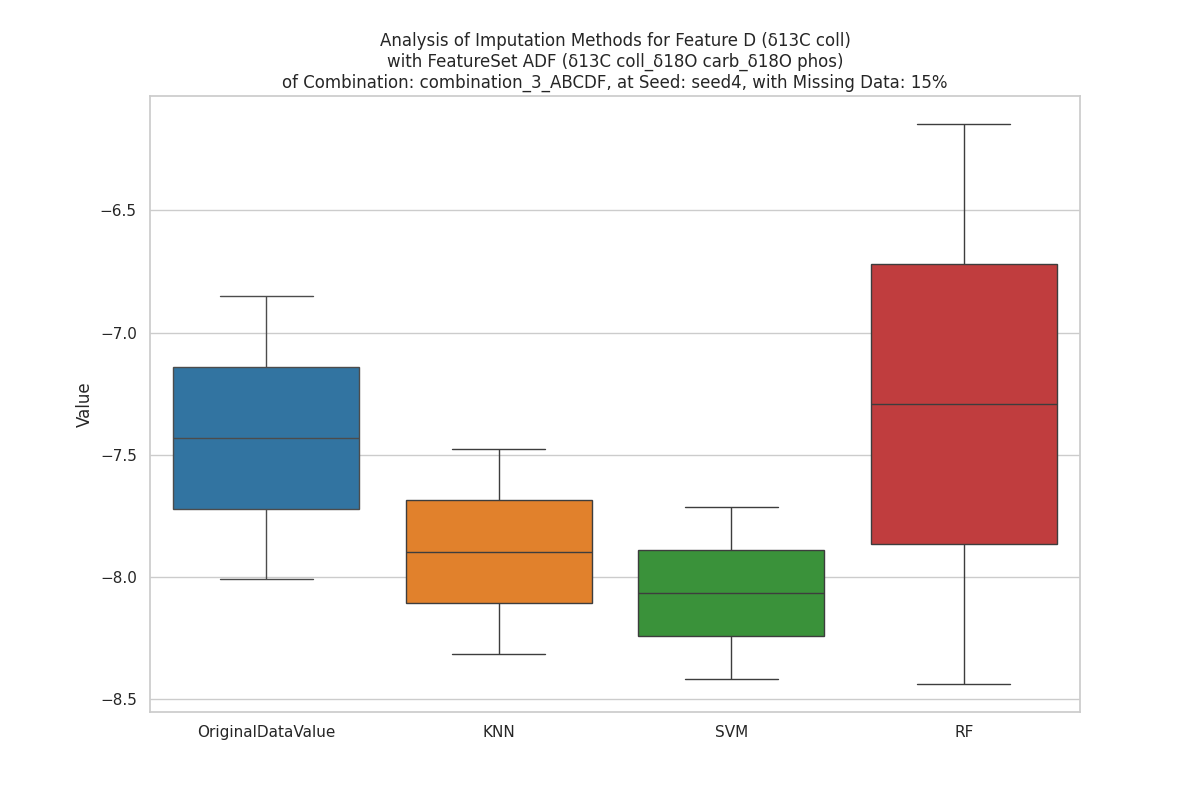 Analysis of Imputation Methods for Feature D (δ13C coll)
with FeatureSet ADF (δ13C coll_δ18O carb_δ18O phos)
of Combination: combination_3_ABCDF, at Seed: seed4, with Missing Data: 15%
Value
−6.5
−7.0
−7.5
−8.0
−8.5
OriginalDataValue
KNN
SVM
RF